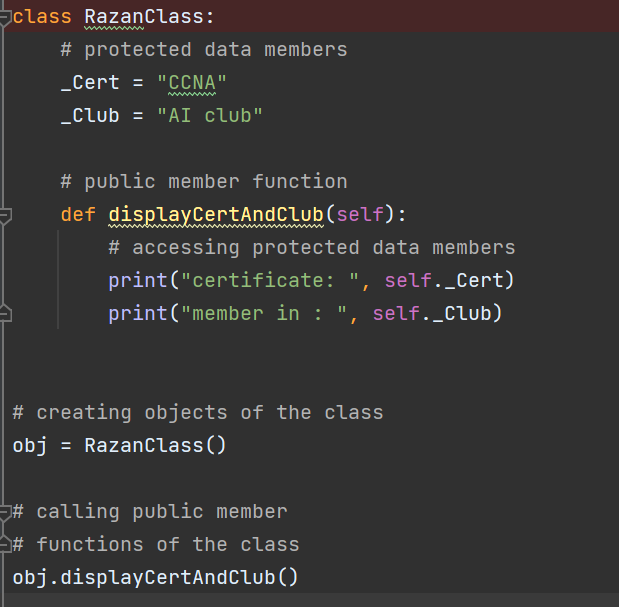 class RazanClass:
    # protected data members
    _Cert = "CCNA"
    _Club = "AI club"

    # public member function
    def displayCertAndClub(self):
        # accessing protected data members
        print("certificate: ", self._Cert)
        print("member in : ", self._Club)


# creating objects of the class
obj = RazanClass()

# calling public member
# functions of the class
obj.displayCertAndClub()